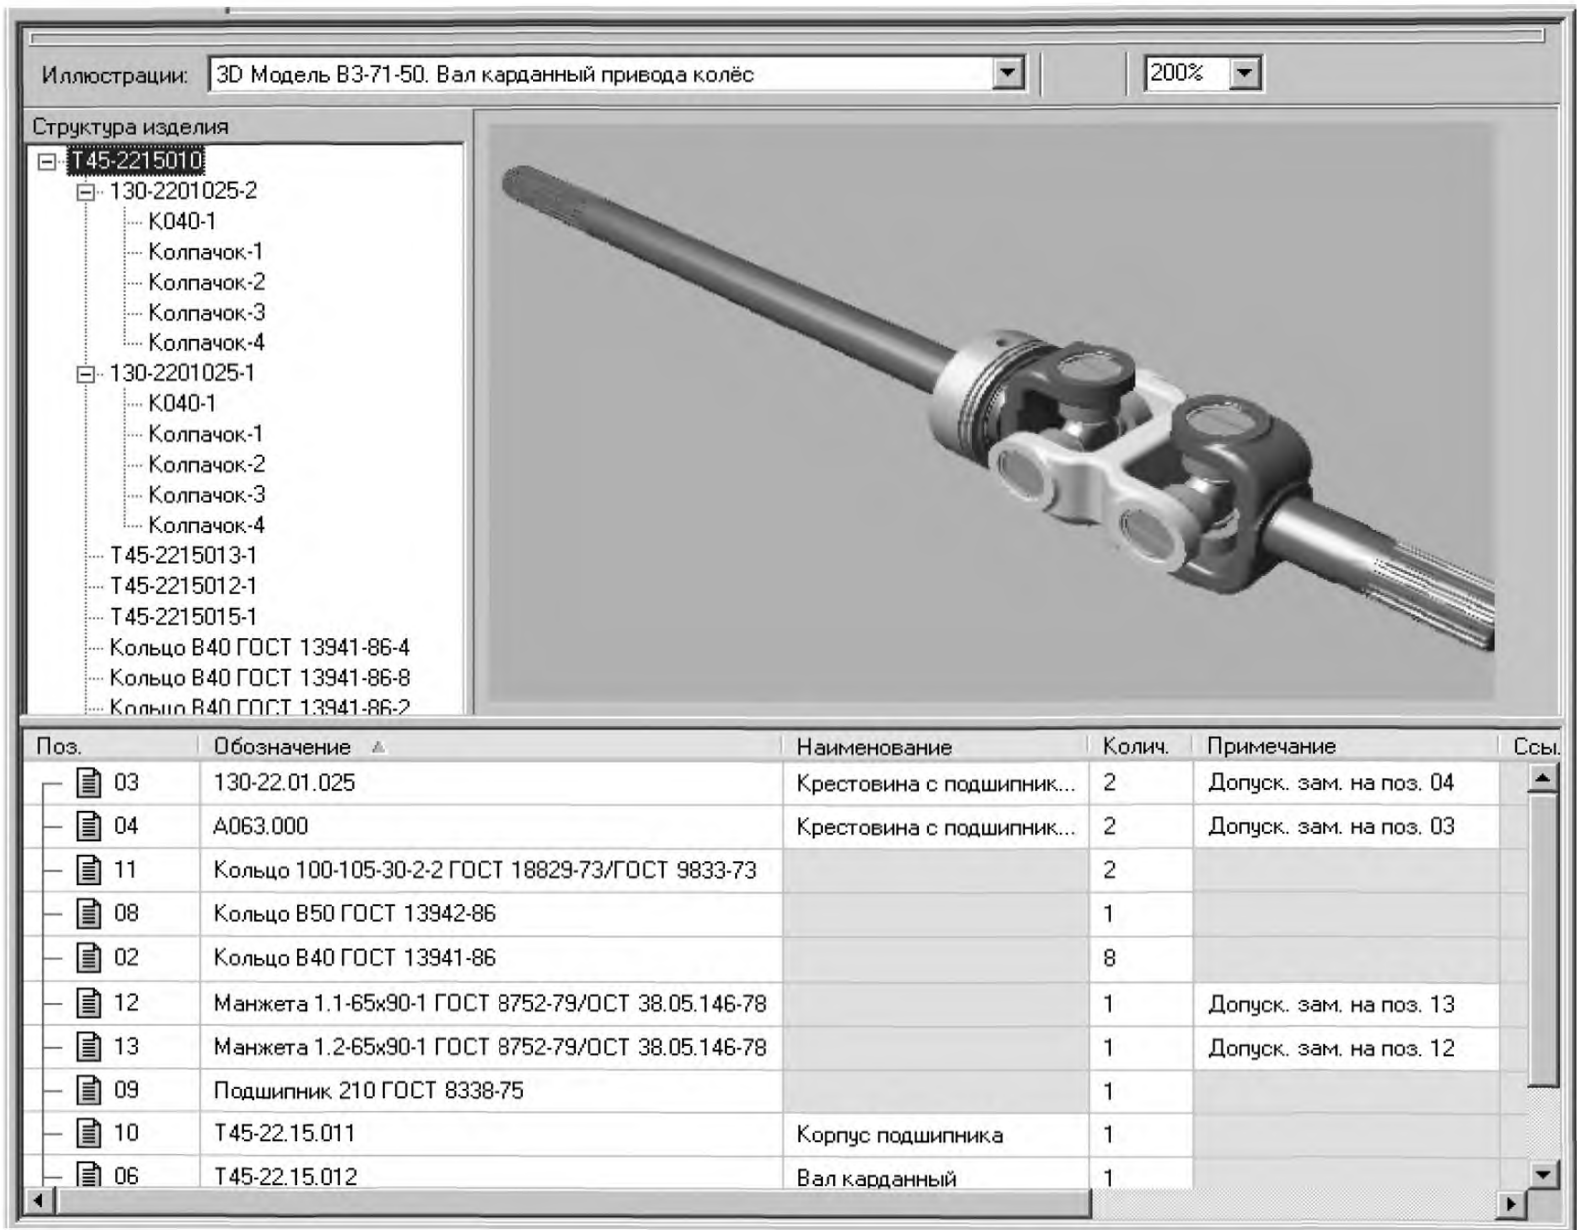 Иллюстрации: 3D Модель ВЗ-71-50. Вал карданный привода колёс 200%
Структура изделия
Т45-2215010
130-2201025-2
К040-1
Колпачок-1
Колпачок-2
Колпачок-3
Колпачок-4
130-2201025-1
К040-1
Колпачок-1
Колпачок-2
Колпачок-3
Колпачок-4
Т45-2215013-1
Т45-2215012-1
Т45-2215015-1
Кольцо В40 ГОСТ 13941-86-4
Кольцо В40 ГОСТ 13941-86-8
Кольцо В40 ГОСТ 13941-86-2
Поз. Обозначение Наименование Колич. Примечание Ссы.
03 130-22.01.025 Крестовина с подшипник... 2 Допуск. зам. на поз. 04
04 А063.000 Крестовина с подшипник... 2 Допуск. зам. на поз. 03
11 Кольцо 100-105-30-2-2 ГОСТ 18829-73/ГОСТ 9833-73 2
08 Кольцо В50 ГОСТ 13942-86 1
02 Кольцо В40 ГОСТ 13941-86 8
12 Манжета 1.1-65х90-1 ГОСТ 8752-79/ОСТ 38.05.146-78 1 Допуск. зам. на поз. 13
13 Манжета 1.2-65х90-1 ГОСТ 8752-79/ОСТ 38.05.146-78 1 Допуск. зам. на поз. 12
09 Подшипник 210 ГОСТ 8338-75 1
10 Т45-22.15.011 Корпус подшипника 1
06 Т45-22.15.012 Вал карданный 1